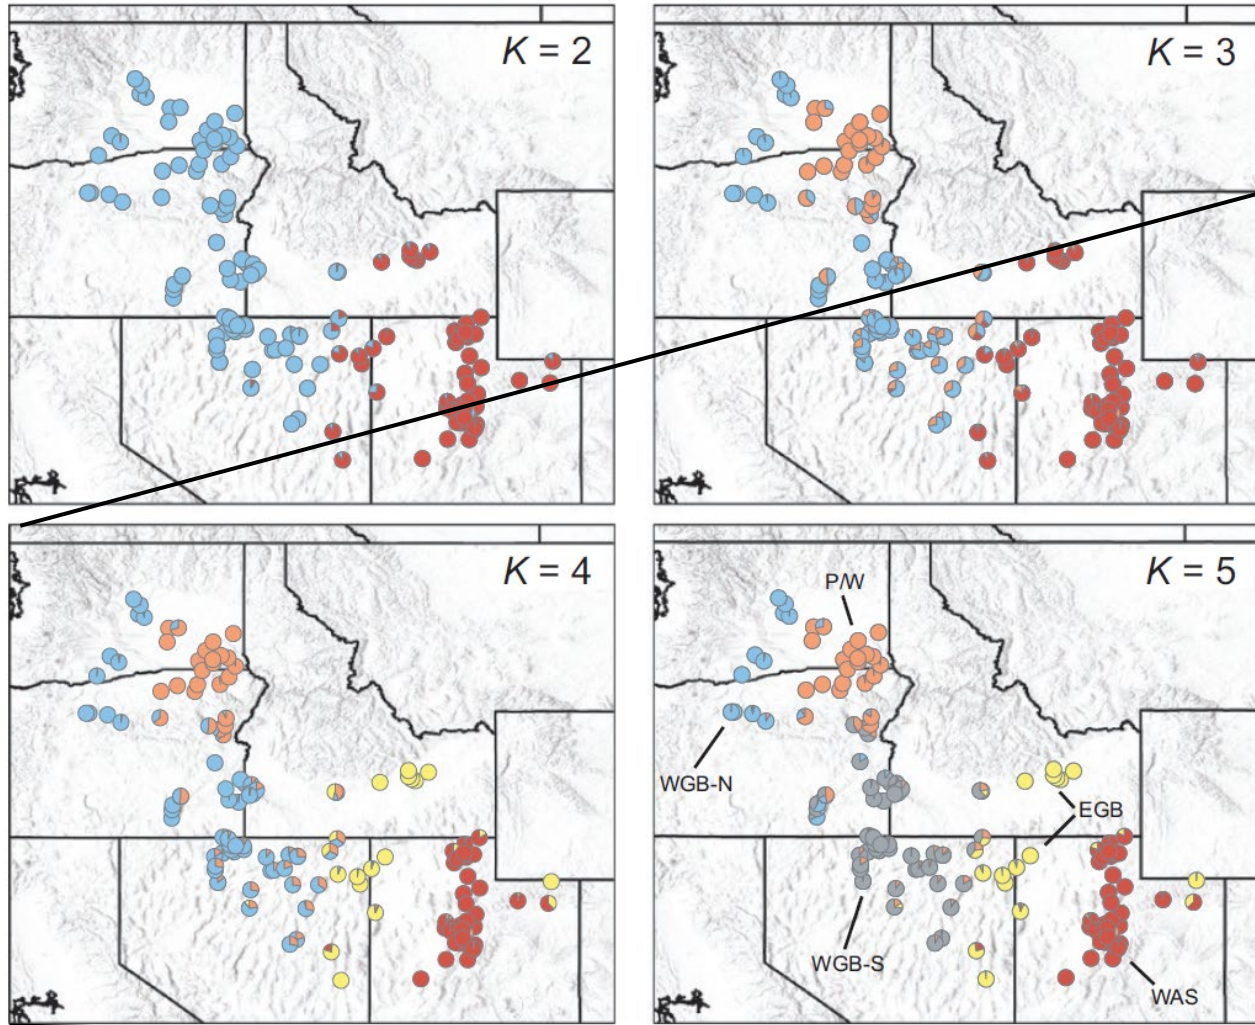 K = 2
K = 3
K = 4
K = 5
P/W
WGB-N
EGB
WGB-S
WAS